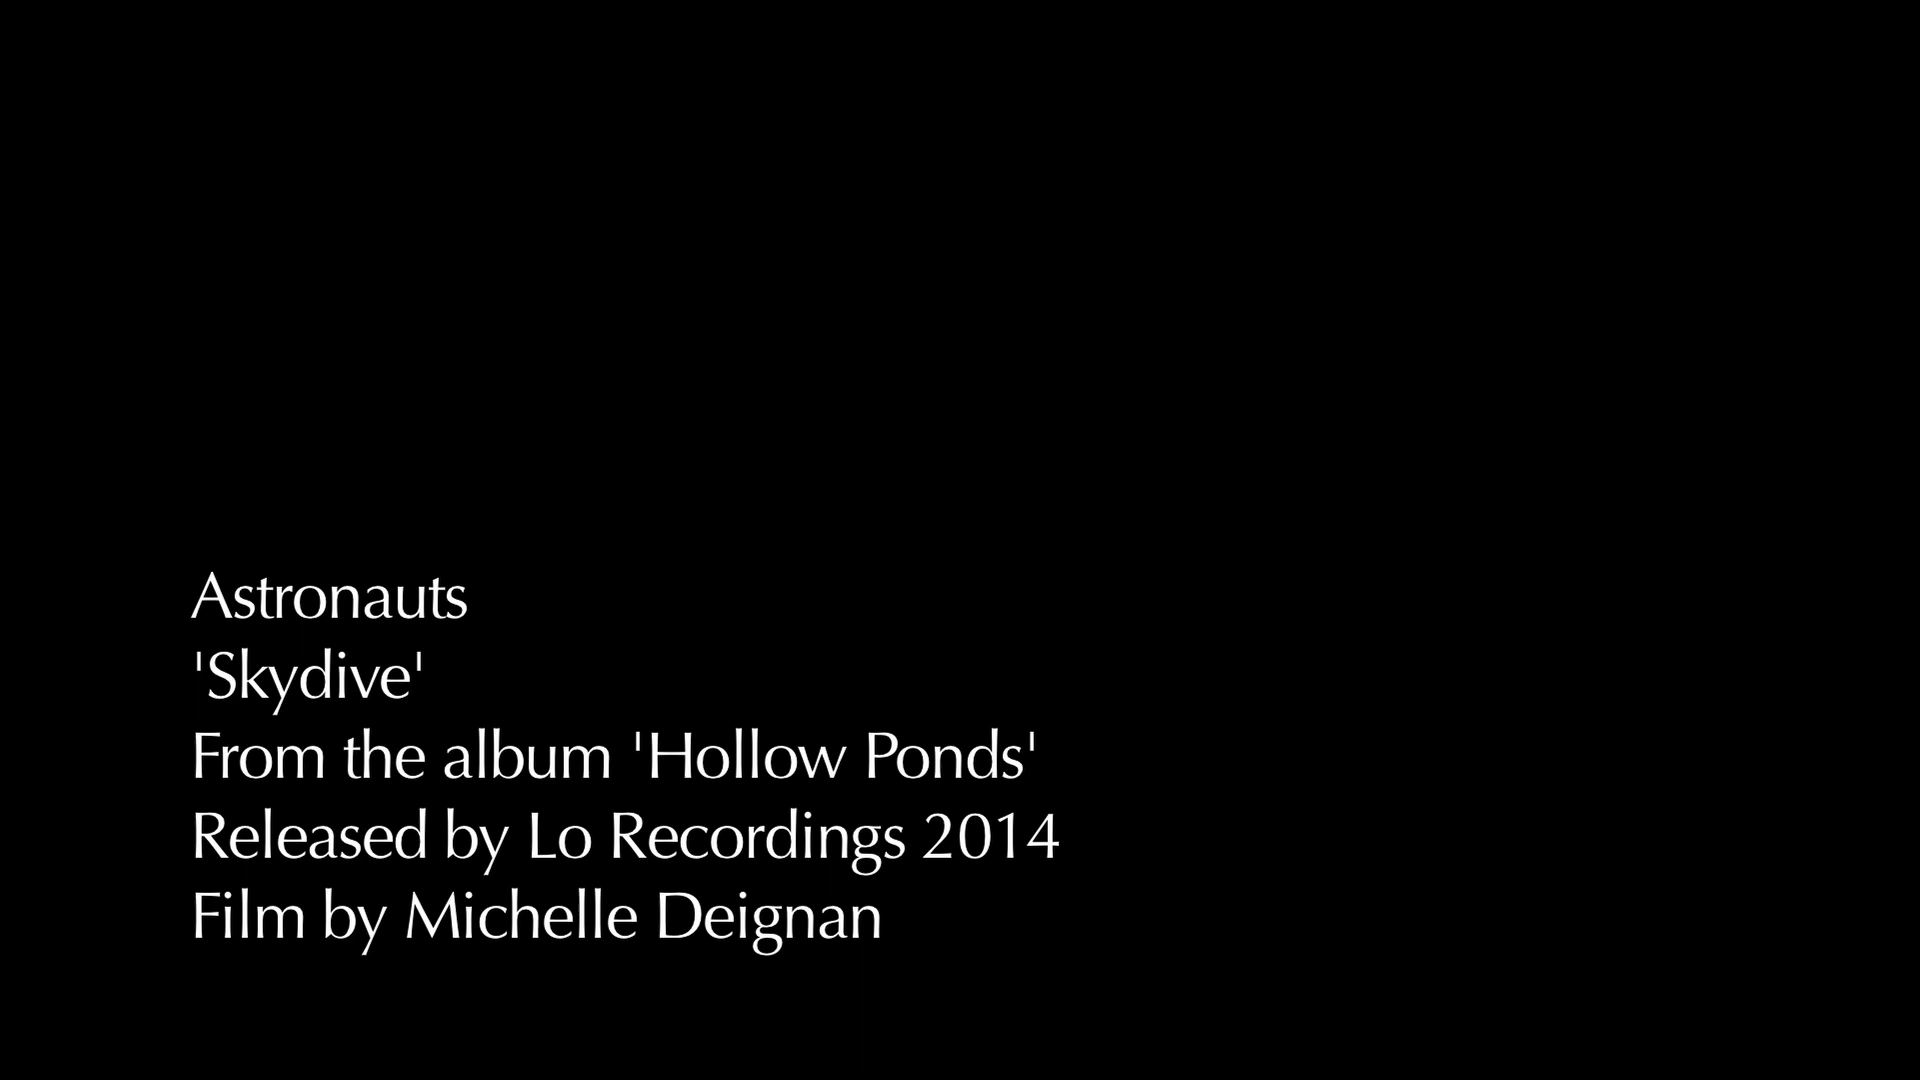 Astronauts
'Skydive'
From the album 'Hollow Ponds'
Released by Lo Recordings 2014
Film by Michelle Deignan